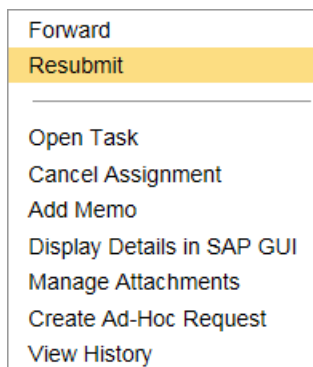 Forward
Resubmit
Open Task
Cancel Assignment
Add Memo
Display Details in SAP GUI
Manage Attachments
Create Ad-Hoc Request
View History